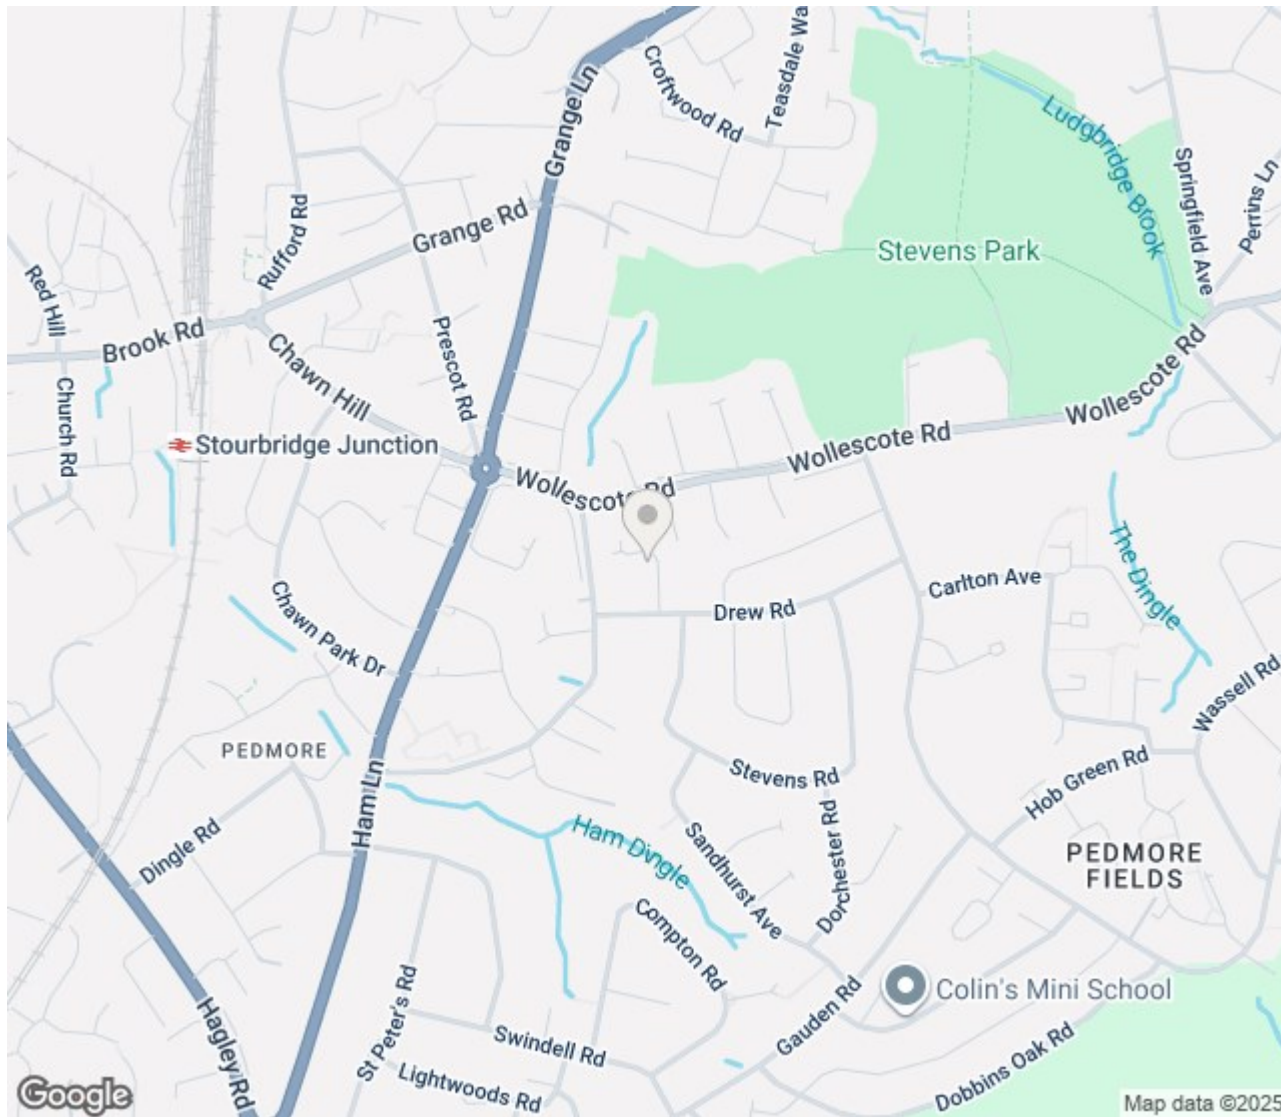 Croftwood Rd
Teasdale Wa
Grange Ln
Ludgbridge Brook
Springfield Ave
Perrins Ln
Rufford Rd
Grange Rd
Stevens Park
Red Hill
Brook Rd
Prescot Rd
Chawn Hill
Church Rd
Stourbridge Junction
Wollescote Rd
Wollescote Rd
Wollescote Rd
The Dingle
Carlton Ave
Drew Rd
Chawn Park Dr
Wassell Rd
PEDMORE
Stevens Rd
Hob Green Rd
Ham Ln
Dingle Rd
Ham Dingle
Sandhurst Ave
Dorchester Rd
PEDMORE
FIELDS
Compton Rd
Colin's Mini School
Hagley Rd
St Peter's Rd
Gauden Rd
Swindell Rd
Lightwoods Rd
Dobbins Oak Rd
Google
Map data ©2025